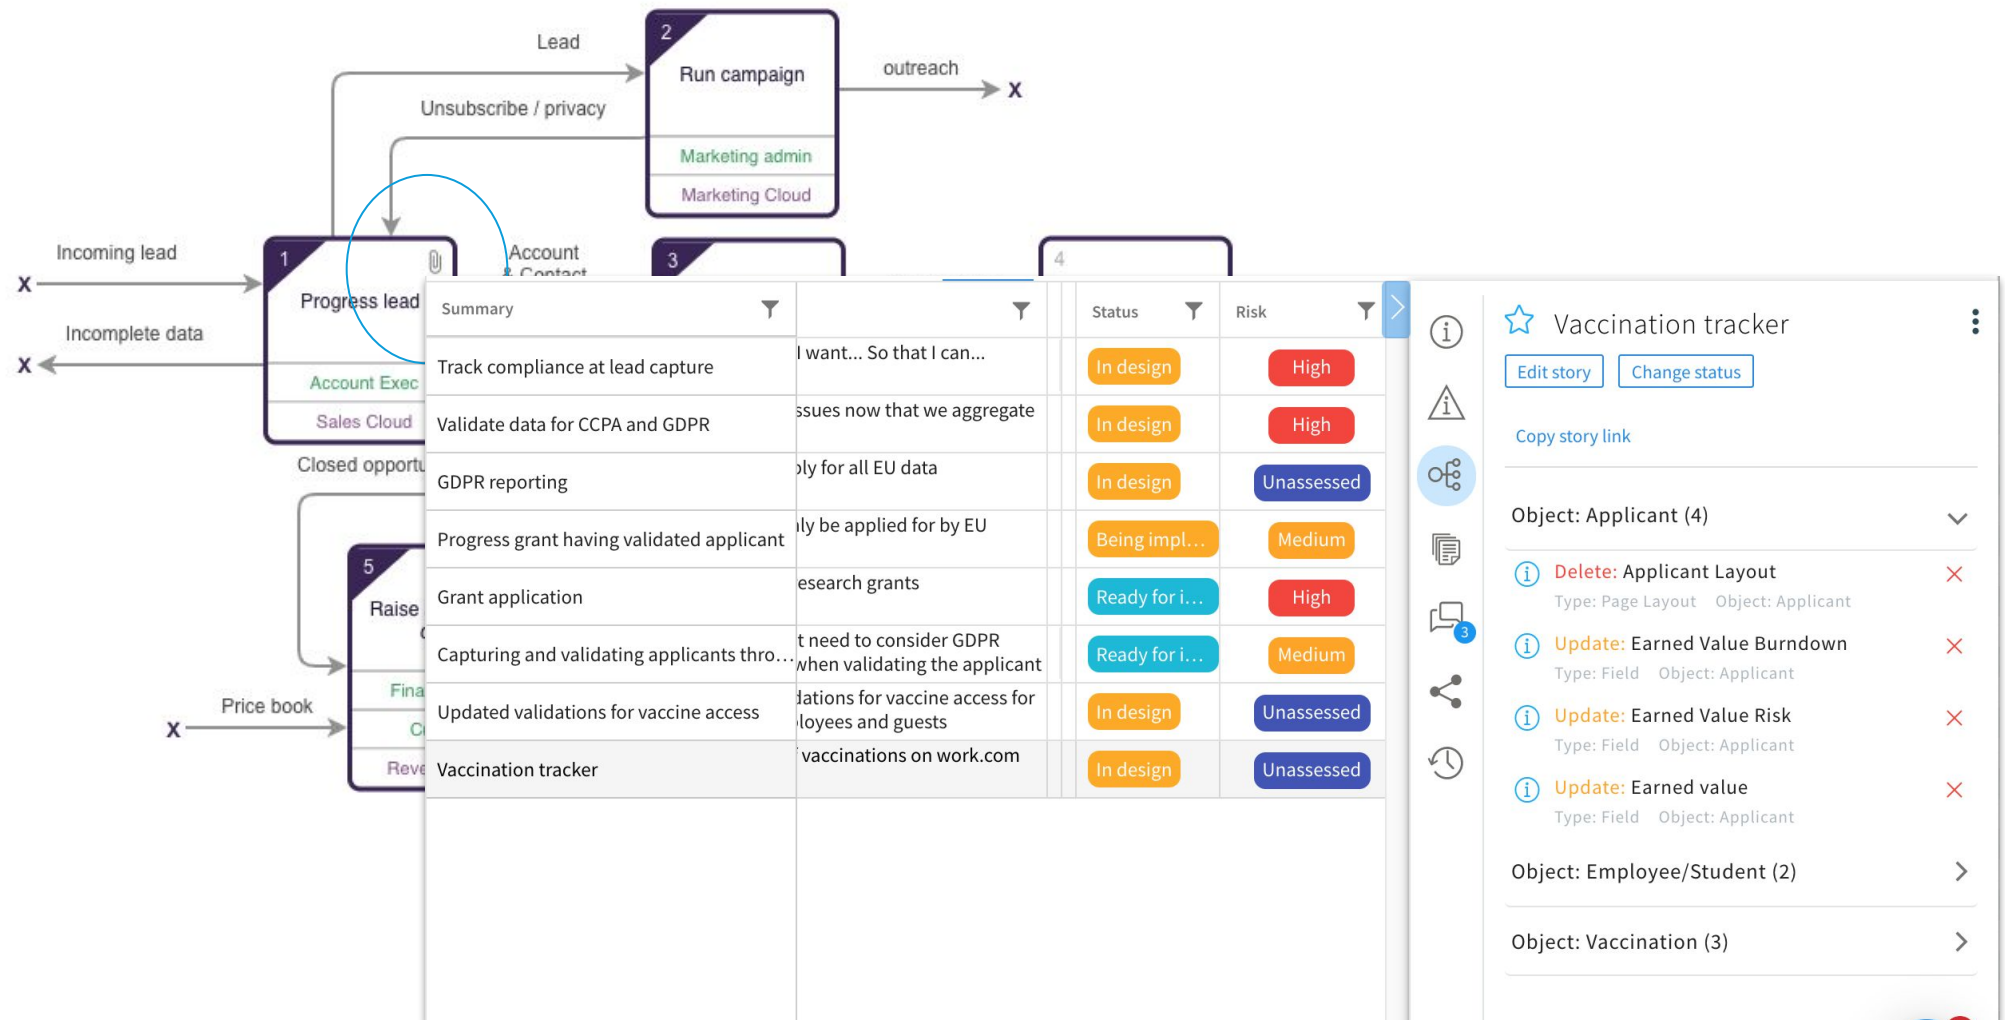 Lead
2
Run campaign
outreach
X
Unsubscribe / privacy
Marketing admin
Marketing Cloud
Incoming lead
X
1
Progress lead
Account
& Contact
3
4
Incomplete data
X
Account Exec
Sales Cloud
Closed
5
Raise
Price book
X
Summary
Status
Risk
Track compliance at lead capture
I want... So that I can...
In design
High
Validate data for CCPA and GDPR
now that we aggregate
In design
High
GDPR reporting
for all EU data
In design
Unassessed
Progress grant having validated applicant
be applied for by EU
Being impl...
Medium
Grant application
grants
Ready for i...
High
Capturing and validating applicants thro...
need to consider GDPR
when validating the applicant
Ready for i...
Medium
Updated validations for vaccine access
for vaccine access for
and guests
In design
Unassessed
Vaccination tracker
vaccinations on work.com
In design
Unassessed
Vaccination tracker
Edit story
Change status
Copy story link
3
Object: Applicant (4)
Delete: Applicant Layout
Type: Page Layout Object: Applicant
Update: Earned Value Burndown
Type: Field Object: Applicant
Update: Earned Value Risk
Type: Field Object: Applicant
Update: Earned value
Type: Field Object: Applicant
Object: Employee/Student (2)
Object: Vaccination (3)